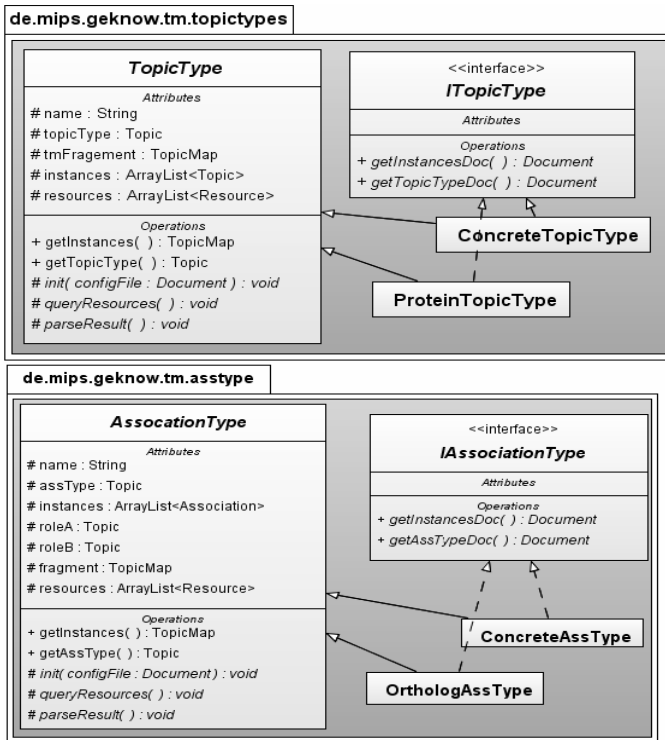 de.mips.geknow.tm.topictypes
TopicType
Attributes
# name : String
# topicType : Topic
# tmFragement : TopicMap
# instances : ArrayList<Topic>
# resources : ArrayList<Resource>
Operations
+ getInstances( ) : TopicMap
+ getTopicType( ) : Topic
# init( configFile : Document ) : void
# queryResources( ) : void
# parseResult( ) : void
<<interface>>
ITopicType
Attributes
Operations
+ getInstancesDoc( ) : Document
+ getTopicTypeDoc( ) : Document
ConcreteTopicType
ProteinTopicType
de.mips.geknow.tm.asstype
AssocationType
Attributes
# name : String
# assType : Topic
# instances : ArrayList<Association>
# roleA : Topic
# roleB : Topic
# fragment : TopicMap
# resources : ArrayList<Resource>
Operations
+ getInstances( ) : TopicMap
+ getAssType( ) : Topic
# init( configFile : Document ) : void
# queryResources( ) : void
# parseResult( ) : void
<<interface>>
IAssociationType
Attributes
Operations
+ getInstancesDoc( ) : Document
+ getAssTypeDoc( ) : Document
ConcreteAssType
OrthologAssType